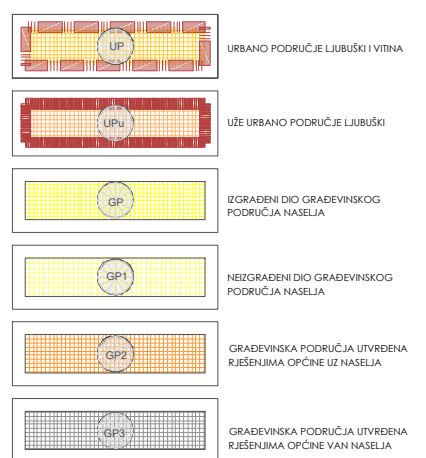 UP
URBANO PODRUČJE LJUBUŠKI I VITINA
UPu
UŽE URBANO PODRUČJE LJUBUŠKI
GP
IZGRAĐENI DIO GRAĐEVINSKOG
PODRUČJA NASELJA
GP1
NEIZGRAĐENI DIO GRAĐEVINSKOG
PODRUČJA NASELJA
GP2
GRAĐEVINSKA PODRUČJA UTVRĐENA
RJEŠENJIMA OPĆINE UZ NASELJA
GP3
GRAĐEVINSKA PODRUČJA UTVRĐENA
RJEŠENJIMA OPĆINE VAN NASELJA